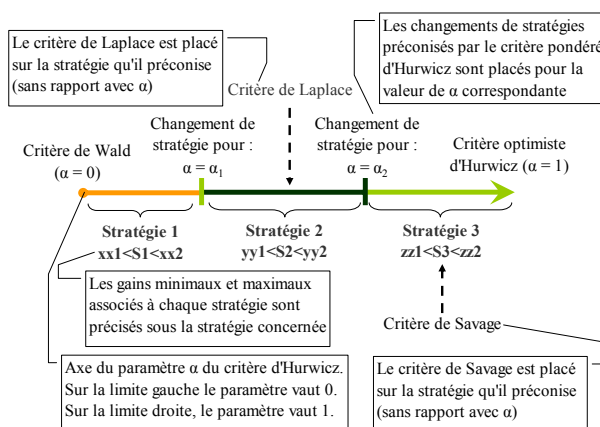 Le critère de Laplace est placé
sur la stratégie qu'il préconise
(sans rapport avec α)
Les changements de stratégies
préconisés par le critère pondéré
d'Hurwicz sont placés pour la
valeur de α correspondante
Critère de Laplace
Critère de Wald
(α = 0)
Changement de
stratégie pour :
α = α1
Changement de
stratégie pour :
α = α2
Critère optimiste
d'Hurwicz (α = 1)
Stratégie 1
xx1<S1<xx2
Stratégie 2
yy1<S2<yy2
Stratégie 3
zz1<S3<zz2
Les gains minimaux et maximaux
associés à chaque stratégie sont
précisés sous la stratégie concernée
Critère de Savage
Axe du paramètre α du critère d'Hurwicz.
Sur la limite gauche le paramètre vaut 0.
Sur la limite droite, le paramètre vaut 1.
Le critère de Savage est placé
sur la stratégie qu'il préconise
(sans rapport avec α)